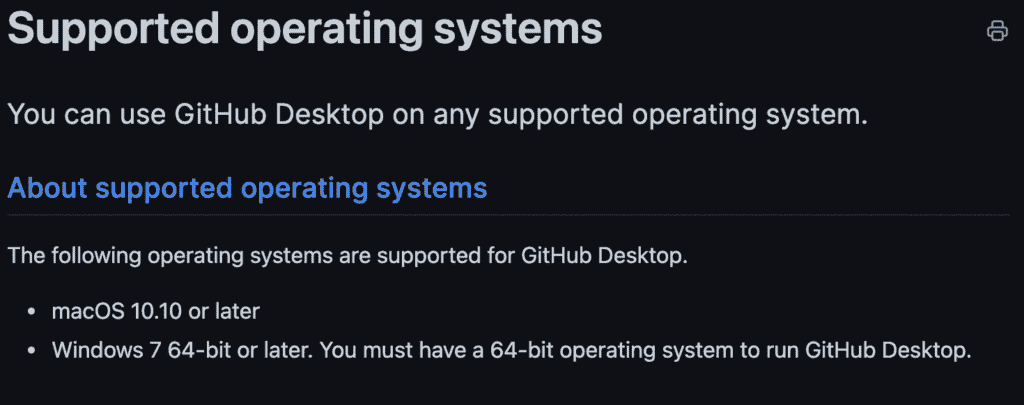 Supported operating systems
You can use GitHub Desktop on any supported operating system.
About supported operating systems
The following operating systems are supported for GitHub Desktop.
• macOS 10.10 or later
• Windows 7 64-bit or later. You must have a 64-bit operating system to run GitHub Desktop.